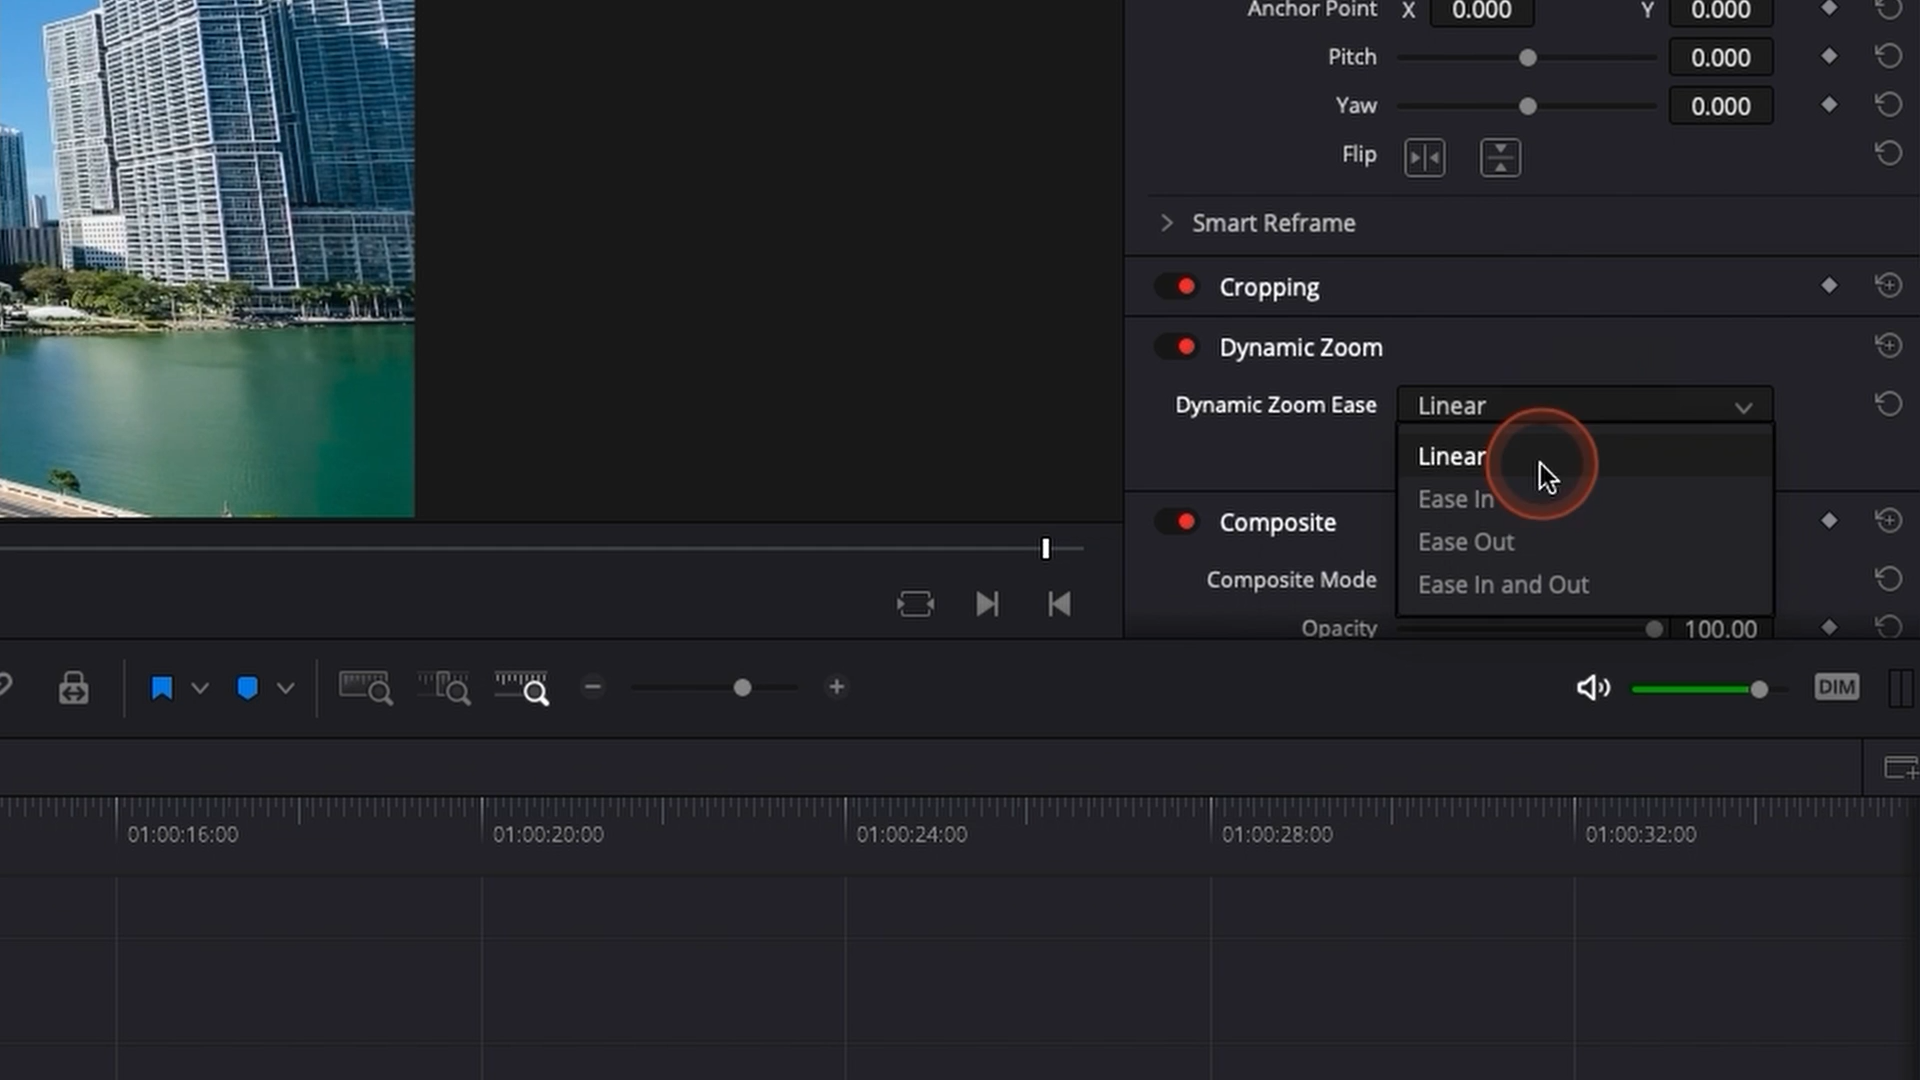 Anchor Point X 0.000 Y 0.000
Pitch 0.000
Yaw 0.000
Flip
Smart Reframe
Cropping
Dynamic Zoom
Dynamic Zoom Ease Linear
Linear
Ease In
Ease Out
Ease In and Out
Composite
Composite Mode
Opacity 100.00
DIM
01:00:16:00 01:00:20:00 01:00:24:00 01:00:28:00 01:00:32:00